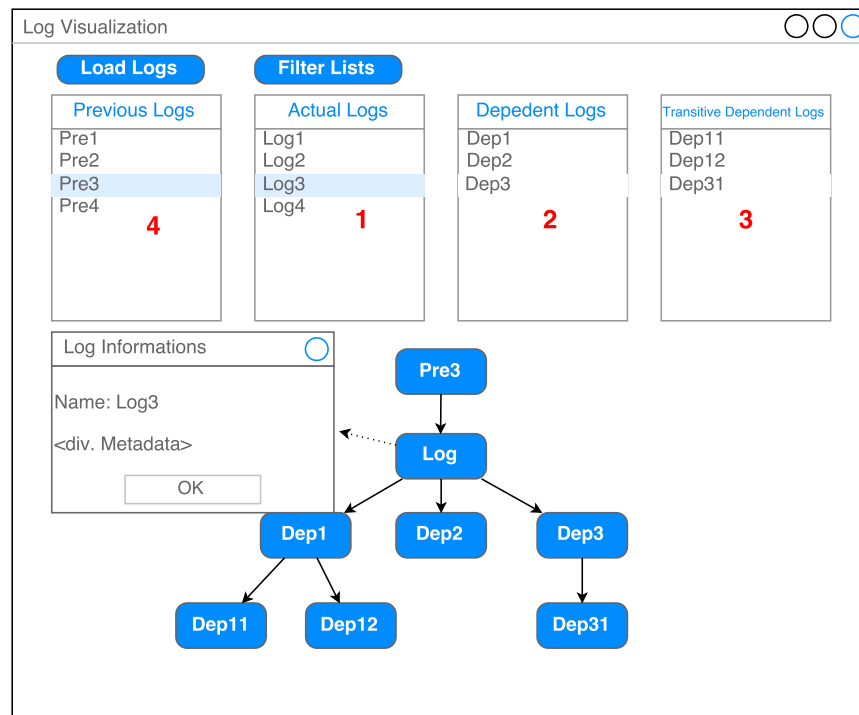 Log Visualization
Load Logs
Filter Lists
Previous Logs
Pre1
Pre2
Pre3
Pre4
4
Actual Logs
Log1
Log2
Log3
Log4
1
Depedent Logs
Dep1
Dep2
Dep3
2
Transitive Dependent Logs
Dep11
Dep12
Dep31
3
Log Informations
Name: Log3
<div. Metadata>
OK
Pre3
Log
Dep1
Dep2
Dep3
Dep11
Dep12
Dep31